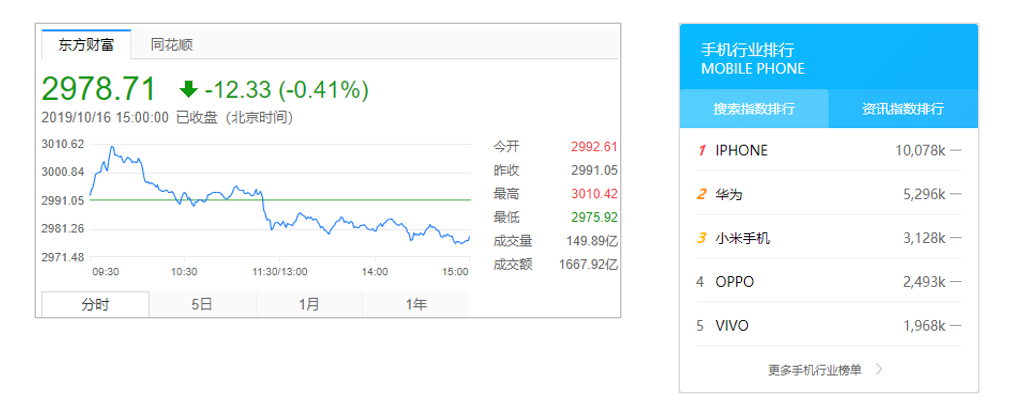 东方财富 同花顺
2978.71 -12.33 (-0.41%)
2019/10/16 15:00:00 已收盘 (北京时间)
3010.62
3000.84
2991.05
2981.26
2971.48
09:30 10:30 11:30/13:00 14:00 15:00
今开 2992.61
昨收 2991.05
最高 3010.42
最低 2975.92
成交量 149.89亿
成交额 1667.92亿
分时 5日 1月 1年
手机行业排行
MOBILE PHONE
搜索指数排行 资讯指数排行
1 IPHONE 10,078k —
2 华为 5,296k —
3 小米手机 3,128k —
4 OPPO 2,493k —
5 VIVO 1,968k —
更多手机行业榜单 >